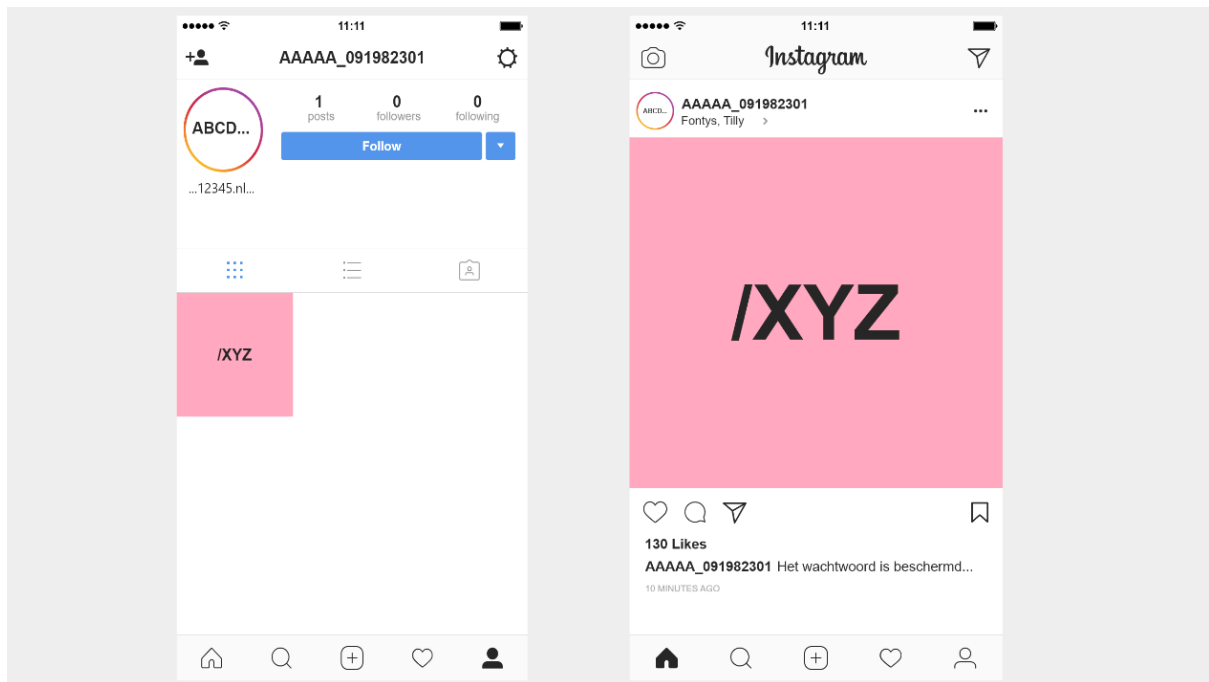 11:11
AAAAA_091982301
ABCD...
1 0 0
posts followers following
Follow
...12345.nl...
/XYZ
11:11
Instagram
ABCD...
AAAAA_091982301
Fontys, Tilly
/XYZ
130 Likes
AAAAA_091982301 Het wachtwoord is beschermd...
10 MINUTES AGO